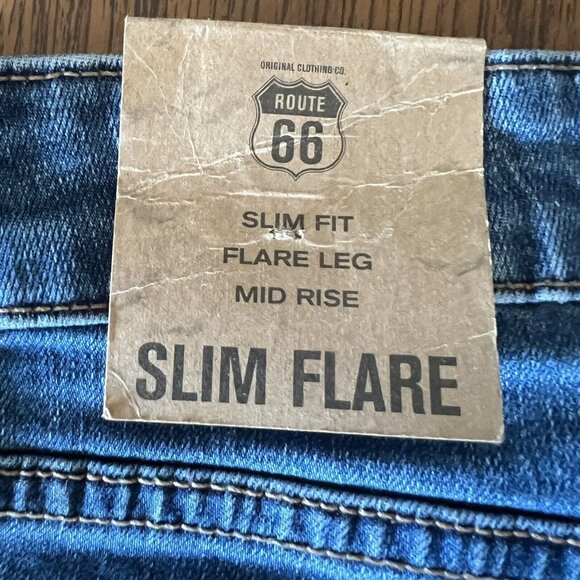 ORIGINAL CLOTHING CO.
ROUTE
66
SLIM FIT
FLARE LEG
MID RISE
SLIM FLARE